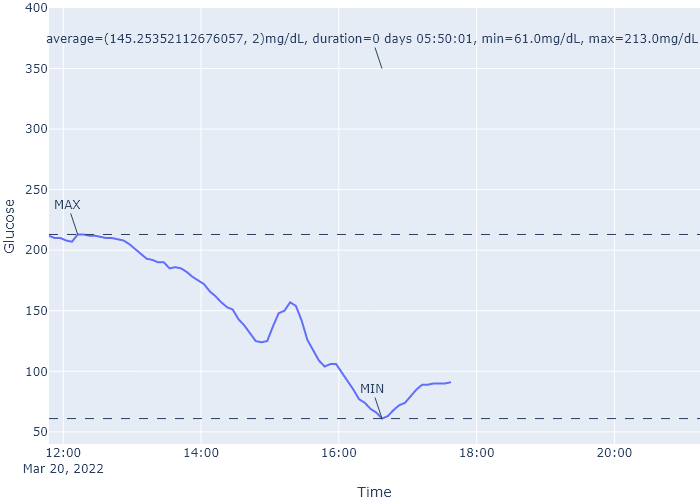 400
average=(145.25352112676057, 2)mg/dL, duration=0 days 05:50:01, min=61.0mg/dL, max=213.0mg/dL
350
300
250
MAX
200
Glucose
150
100
MIN
50
12:00 14:00 16:00 18:00 20:00
Mar 20, 2022
Time